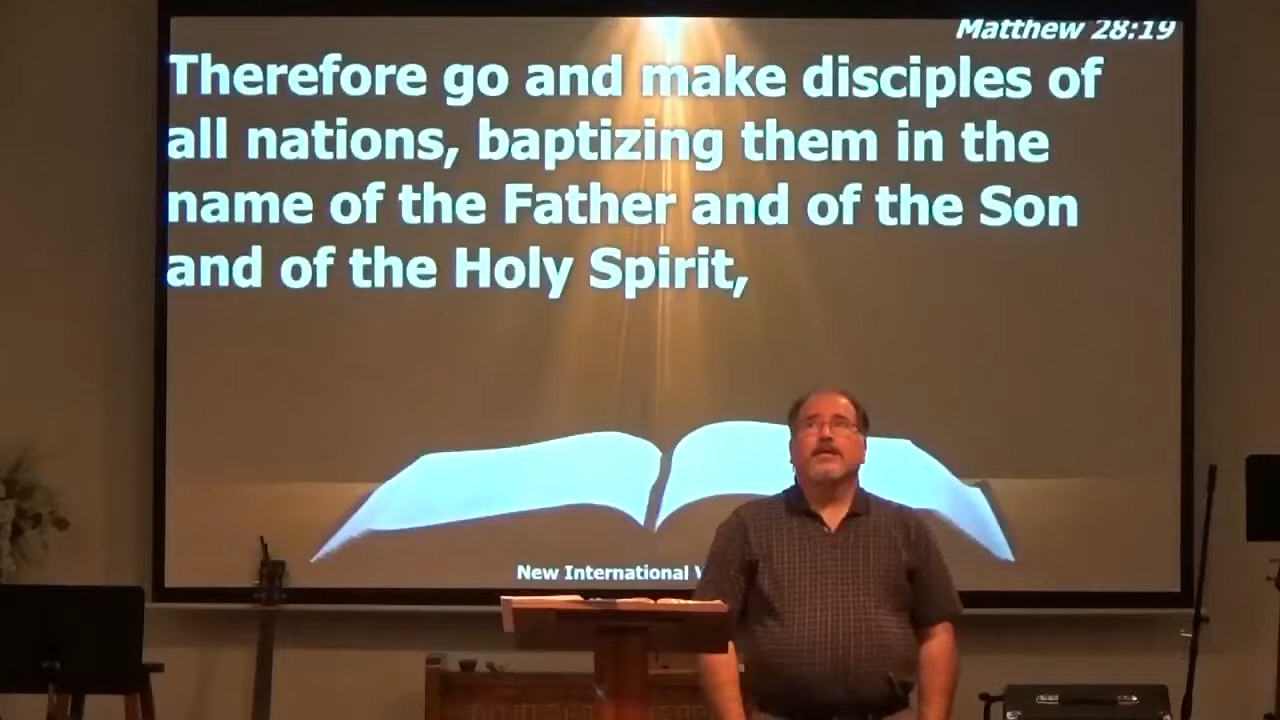 Matthew 28:19
Therefore go and make disciples of
all nations, baptizing them in the
name of the Father and of the Son
and of the Holy Spirit,
New International